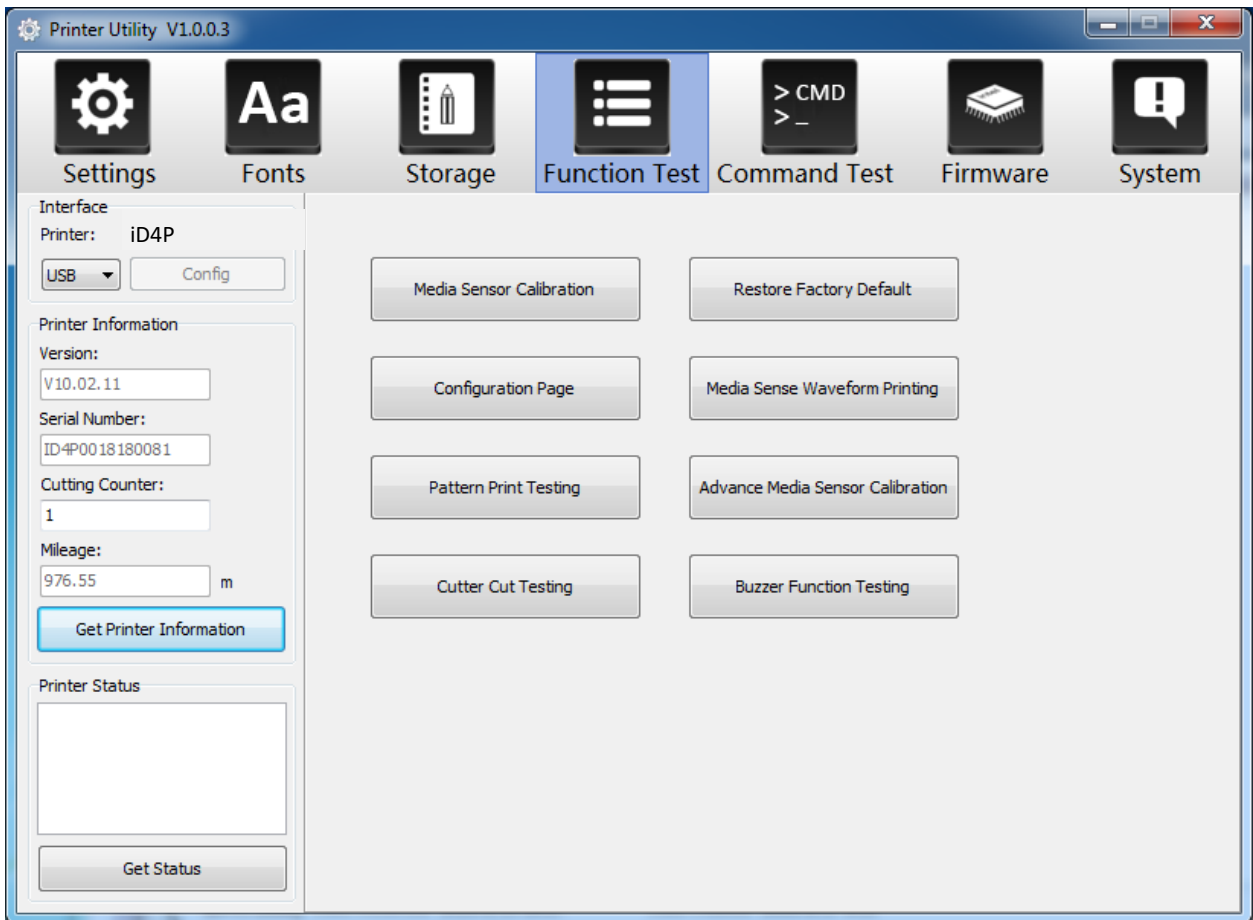 Printer Utility V1.0.0.3
Aa
> CMD
> _
Settings
Fonts
Storage
Function Test
Command Test
Firmware
System
Interface
Printer: iD4P
USB
Config
Printer Information
Version:
V10.02.11
Serial Number:
ID4P0018180081
Cutting Counter:
1
Mileage:
976.55 m
Get Printer Information
Printer Status
Get Status
Media Sensor Calibration
Restore Factory Default
Configuration Page
Media Sense Waveform Printing
Pattern Print Testing
Advance Media Sensor Calibration
Cutter Cut Testing
Buzzer Function Testing